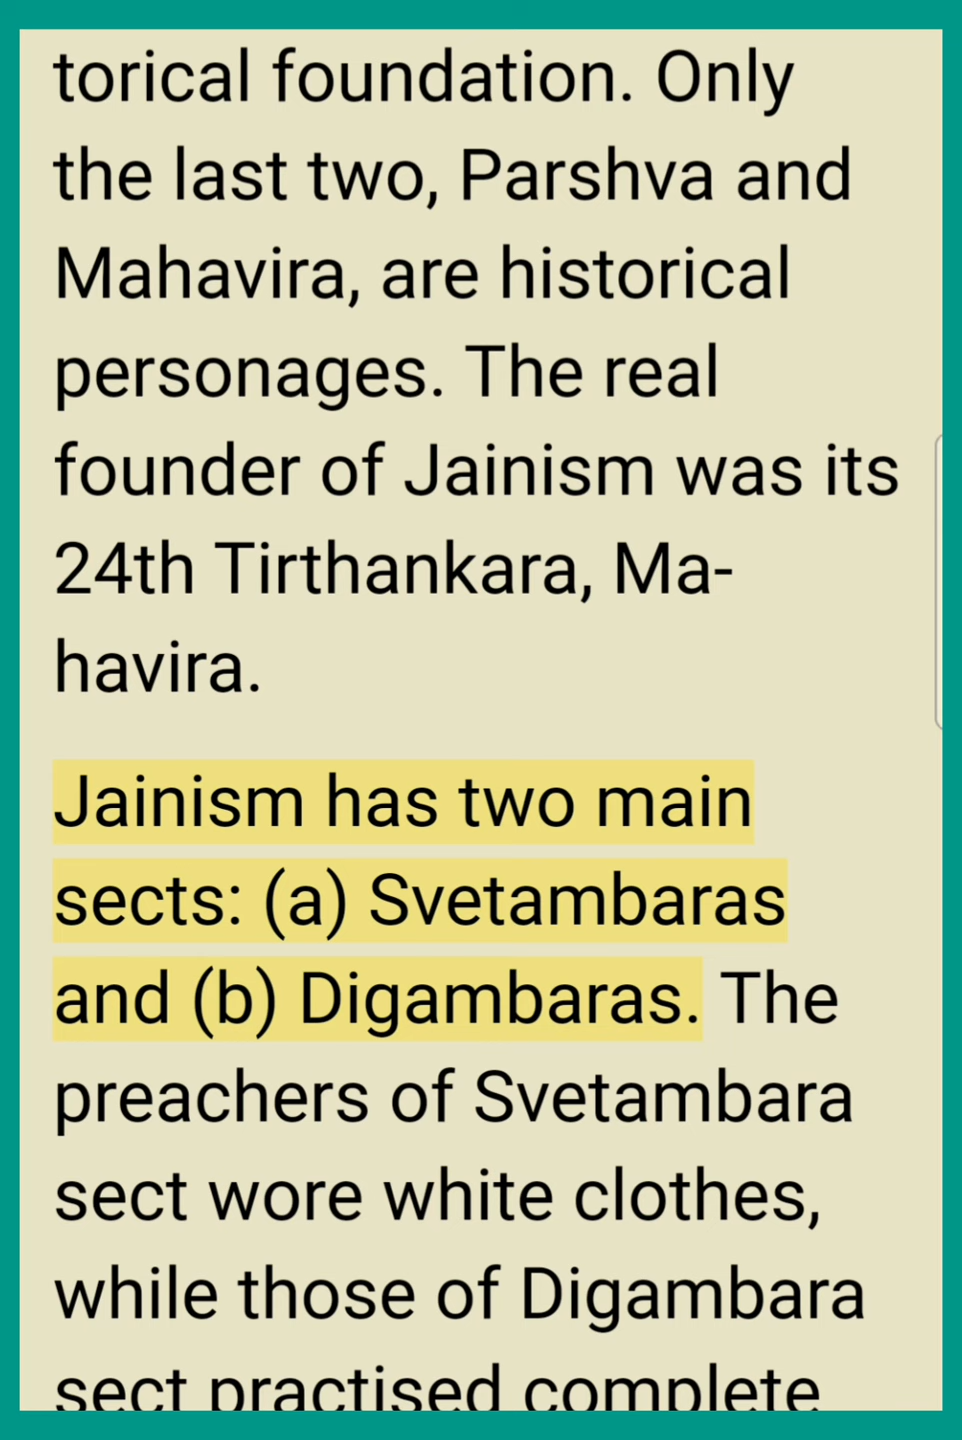 torical foundation. Only
the last two, Parshva and
Mahavira, are historical
personages. The real
founder of Jainism was its
24th Tirthankara, Ma-
havira.
Jainism has two main
sects: (a) Svetambaras
and (b) Digambaras. The
preachers of Svetambara
sect wore white clothes,
while those of Digambara
sect practised complete